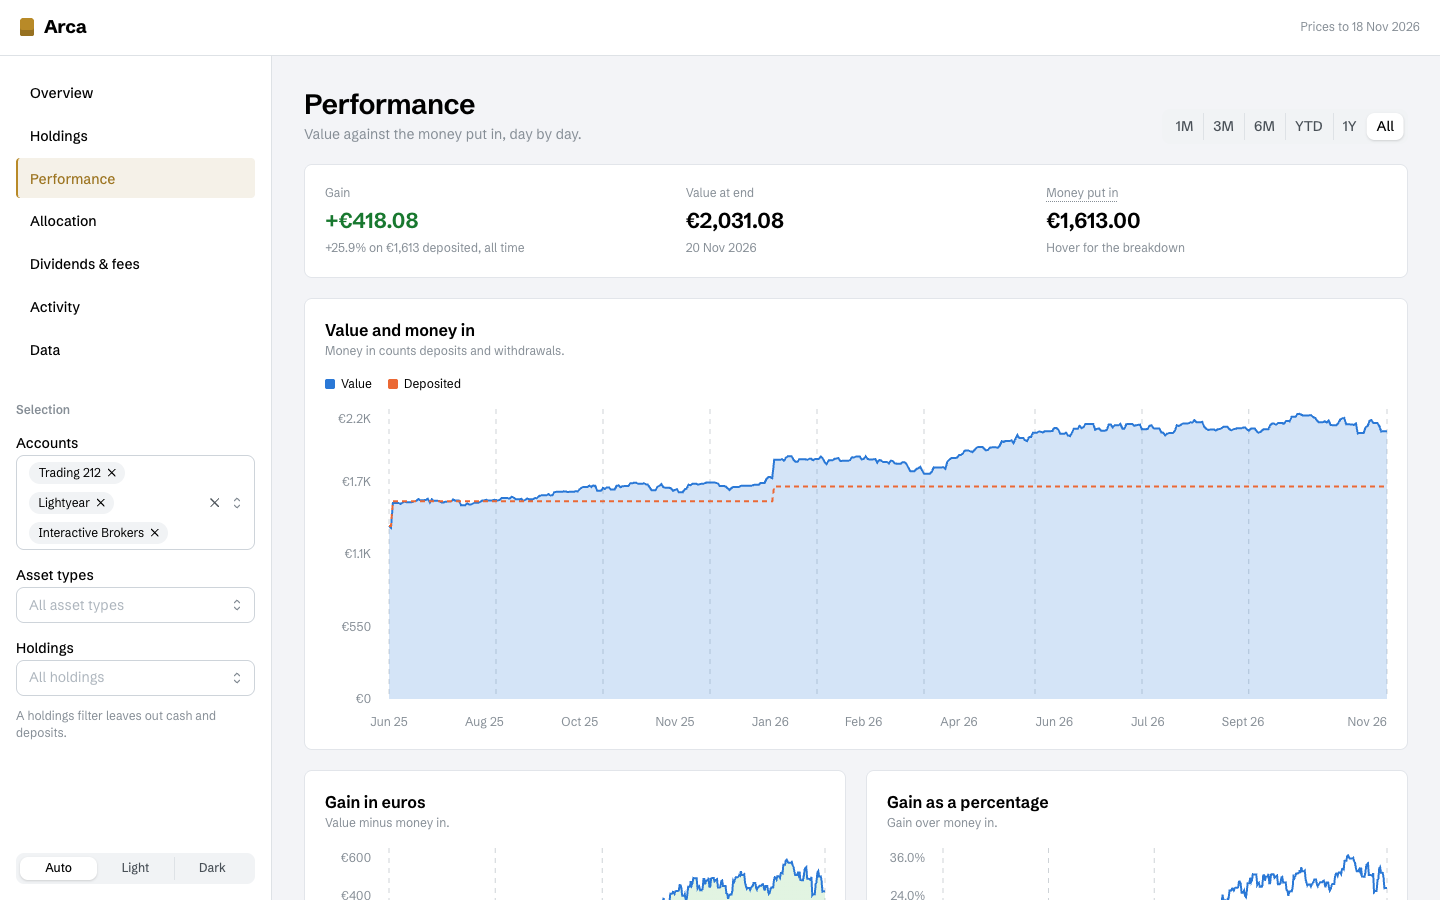 Arca
Prices to 18 Nov 2026
Overview
Holdings
Performance
Allocation
Dividends & fees
Activity
Data
Selection
Accounts
Trading 212
Lightyear
Interactive Brokers
Asset types
All asset types
Holdings
All holdings
A holdings filter leaves out cash and
deposits.
Auto Light Dark
Performance
Value against the money put in, day by day.
1M 3M 6M YTD 1Y All
Gain
+€418.08
+25.9% on €1,613 deposited, all time
Value at end
€2,031.08
20 Nov 2026
Money put in
€1,613.00
Hover for the breakdown
Value and money in
Money in counts deposits and withdrawals.
Value Deposited
€2.2K
€1.7K
€1.1K
€550
€0
Jun 25 Aug 25 Oct 25 Nov 25 Jan 26 Feb 26 Apr 26 Jun 26 Jul 26 Sept 26 Nov 26
Gain in euros
Value minus money in.
€600
€400
Gain as a percentage
Gain over money in.
36.0%
24.0%